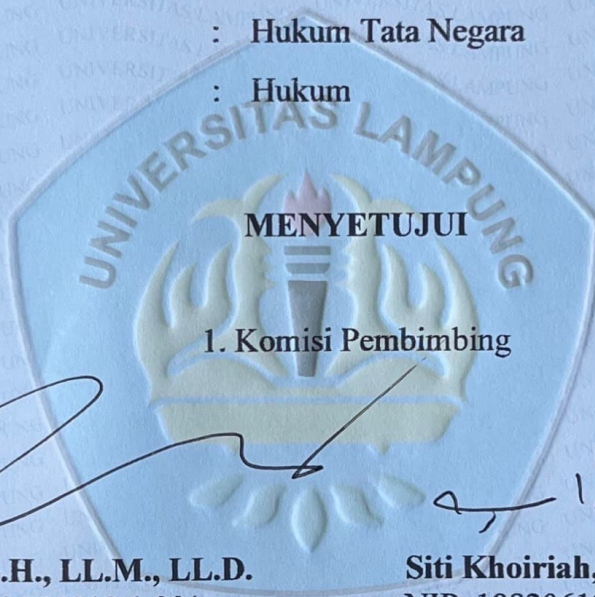 : Hukum Tata Negara
: Hukum
UNIVERSITAS LAMPUNG
MENYETUJUI
1. Komisi Pembimbing
.H., LL.M., LL.D.
Siti Khoiriah,